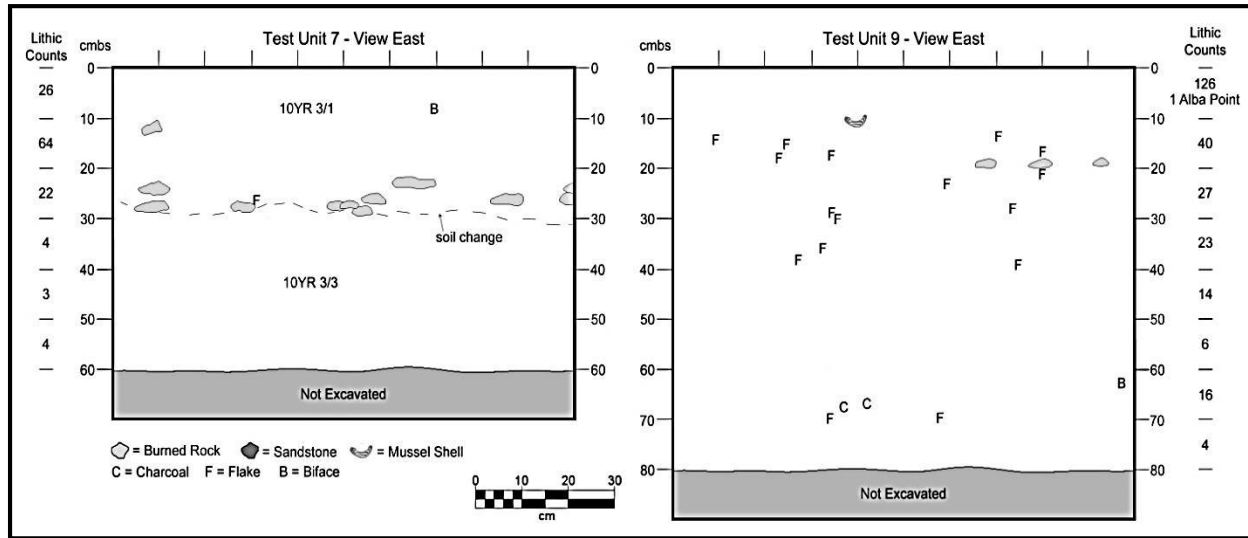 Test Unit 7 - View East
Lithic
Counts
cmbs
26
64
22
4
3
4
0
10
20
30
40
50
60
10YR 3/1
B
F
soil change
10YR 3/3
Not Excavated
0
10
20
30
40
50
60
= Burned Rock = Sandstone = Mussel Shell
C = Charcoal F = Flake B = Biface
0 10 20 30
cm
Test Unit 9 - View East
0
10
20
30
40
50
60
70
80
F
F
F
F
F
F
F
F
F
F
F
F
F
F
B
C
C
F
F
Not Excavated
0
10
20
30
40
50
60
70
80
cmbs
Lithic
Counts
126
1 Alba Point
40
27
23
14
6
16
4